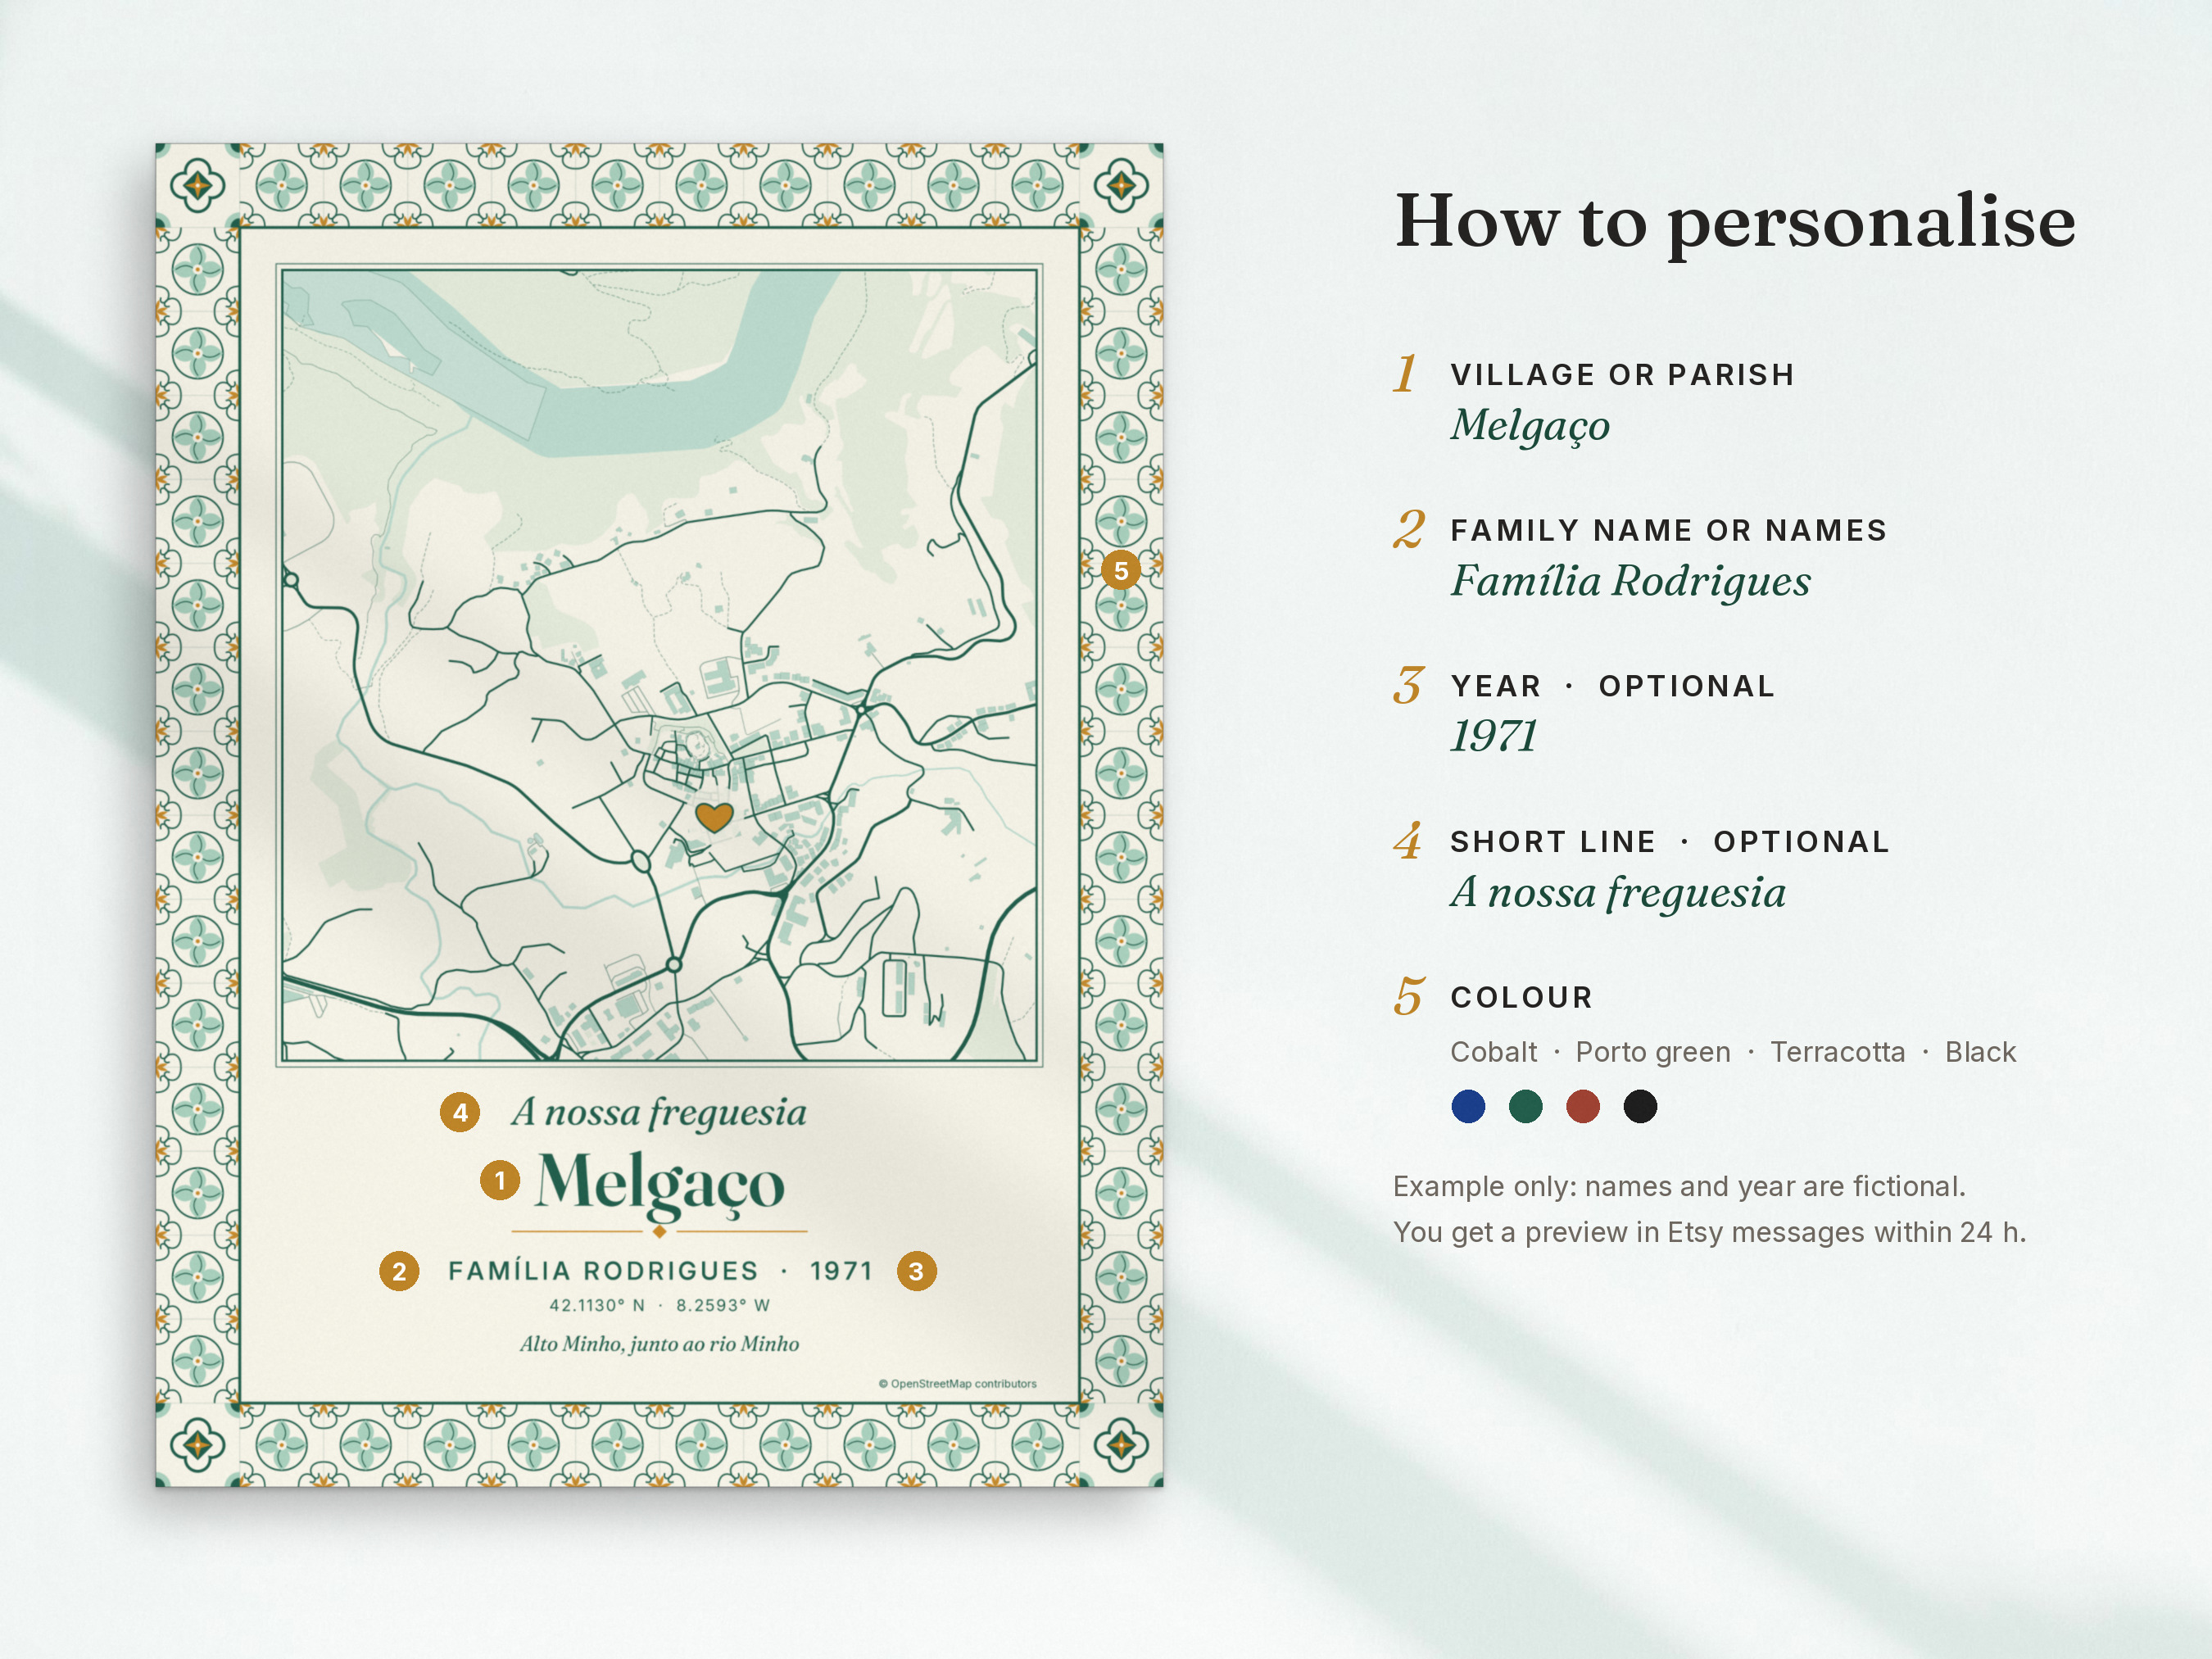 How to personalise
1 VILLAGE OR PARISH
Melgaço
2 FAMILY NAME OR NAMES
Família Rodrigues
3 YEAR · OPTIONAL
1971
4 SHORT LINE · OPTIONAL
A nossa freguesia
5 COLOUR
Cobalt · Porto green · Terracotta · Black
Example only: names and year are fictional.
You get a preview in Etsy messages within 24 h.
5
4 A nossa freguesia
1 Melgaço
2 FAMÍLIA RODRIGUES · 1971 3
42.1130° N · 8.2593° W
Alto Minho, junto ao rio Minho
© OpenStreetMap contributors